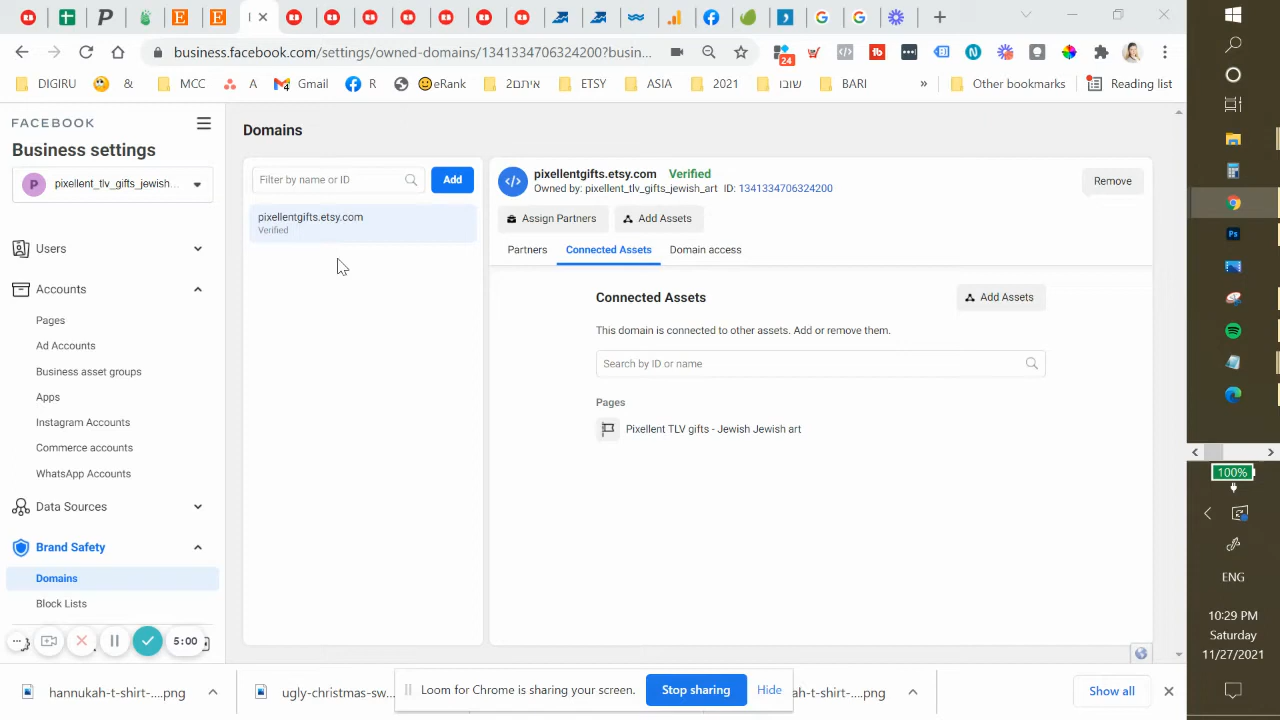 business.facebook.com/settings/owned-domains/1341334706324200?busin...
24
DIGIRU
&
MCC
A
Gmail
R
eRank
איתם2
ETSY
ASIA
2021
שובו
BARI
»
Other bookmarks
Reading list
FACEBOOK
Business settings
P
pixellent_tlv_gifts_jewish...
Users
Accounts
Pages
Ad Accounts
Business asset groups
Apps
Instagram Accounts
Commerce accounts
WhatsApp Accounts
Data Sources
Brand Safety
Domains
Block Lists
5:00
Domains
Filter by name or ID
Add
pixellentgifts.etsy.com
Verified
pixellentgifts.etsy.com Verified
Owned by: pixellent_tlv_gifts_jewish_art ID: 1341334706324200
Remove
Assign Partners
Add Assets
Partners
Connected Assets
Domain access
Connected Assets
Add Assets
This domain is connected to other assets. Add or remove them.
Search by ID or name
Pages
Pixellent TLV gifts - Jewish Jewish art
hannukah-t-shirt-....png
ugly-christmas-sw...
Loom for Chrome is sharing your screen.
Stop sharing
Hide
ah-t-shirt-....png
Show all
Ps
100%
ENG
10:29 PM
Saturday
11/27/2021